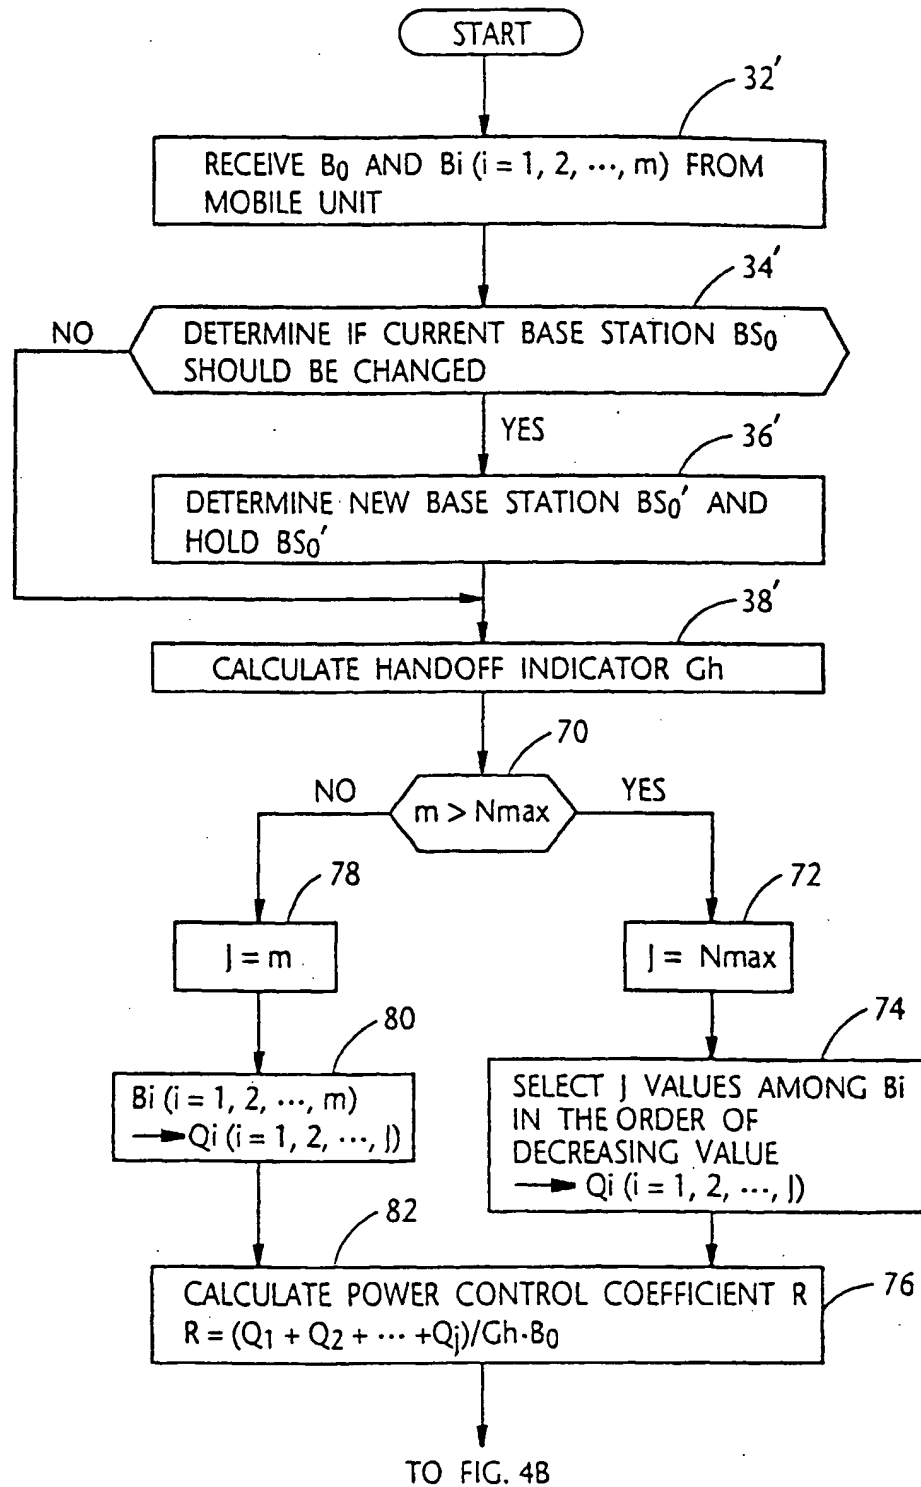 START
32'
RECEIVE B0 AND Bi (i = 1, 2, ···, m) FROM
MOBILE UNIT
34'
NO
DETERMINE IF CURRENT BASE STATION BS0
SHOULD BE CHANGED
YES
36'
DETERMINE NEW BASE STATION BS0' AND
HOLD BS0'
38'
CALCULATE HANDOFF INDICATOR Gh
70
NO
m > Nmax
YES
78
72
J = m
J = Nmax
80
74
Bi (i = 1, 2, ···, m)
→ Qi (i = 1, 2, ···, J)
SELECT J VALUES AMONG Bi
IN THE ORDER OF
DECREASING VALUE
→ Qi (i = 1, 2, ···, J)
82
76
CALCULATE POWER CONTROL COEFFICIENT R
R = (Q1 + Q2 + ··· +Qj)/Gh·B0
TO FIG. 4B